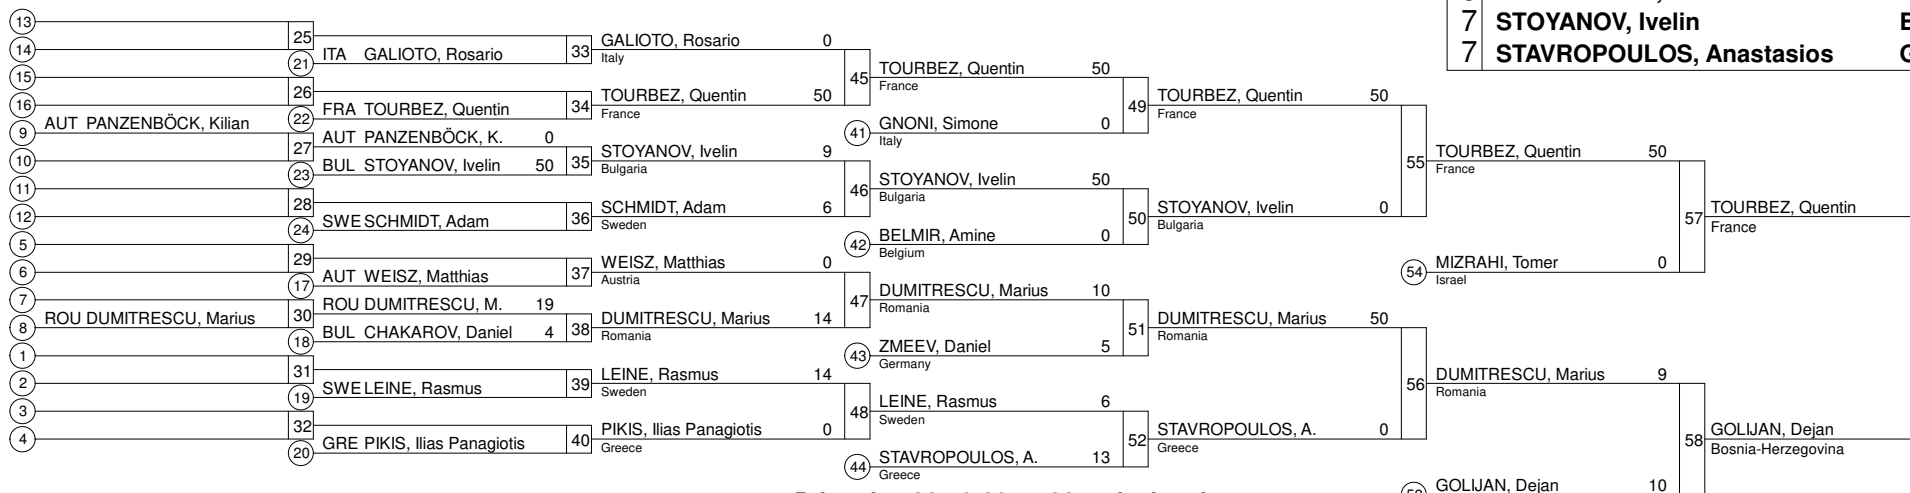 7 STOYANOV, Ivelin
7 STAVROPOULOS, Anastasios
13
14
15
16
9 AUT PANZENBÖCK, Kilian
10
11
12
5
6
7
8 ROU DUMITRESCU, Marius
1
2
3
4
25
21 ITA GALIOTO, Rosario
26
22 FRA TOURBEZ, Quentin
AUT PANZENBÖCK, K. 0
27
23 BUL STOYANOV, Ivelin 50
28
24 SWE SCHMIDT, Adam
29
17 AUT WEISZ, Matthias
ROU DUMITRESCU, M. 19
30
18 BUL CHAKAROV, Daniel 4
31
19 SWE LEINE, Rasmus
32
20 GRE PIKIS, Ilias Panagiotis
33 GALIOTO, Rosario 0
Italy
34 TOURBEZ, Quentin 50
France
35 STOYANOV, Ivelin 9
Bulgaria
36 SCHMIDT, Adam 6
Sweden
37 WEISZ, Matthias 0
Austria
38 DUMITRESCU, Marius 14
Romania
39 LEINE, Rasmus 14
Sweden
40 PIKIS, Ilias Panagiotis 0
Greece
45 TOURBEZ, Quentin 50
France
41 GNONI, Simone 0
Italy
46 STOYANOV, Ivelin 50
Bulgaria
42 BELMIR, Amine 0
Belgium
47 DUMITRESCU, Marius 10
Romania
43 ZMEEV, Daniel 5
Germany
48 LEINE, Rasmus 6
Sweden
44 STAVROPOULOS, A. 13
Greece
49 TOURBEZ, Quentin 50
France
50 STOYANOV, Ivelin 0
Bulgaria
51 DUMITRESCU, Marius 50
Romania
52 STAVROPOULOS, A. 0
Greece
55 TOURBEZ, Quentin 50
France
54 MIZRAHI, Tomer 0
Israel
56 DUMITRESCU, Marius 9
Romania
GOLIJAN, Dejan 10
57 TOURBEZ, Quentin
France
58 GOLIJAN, Dejan
Bosnia-Herzegovina